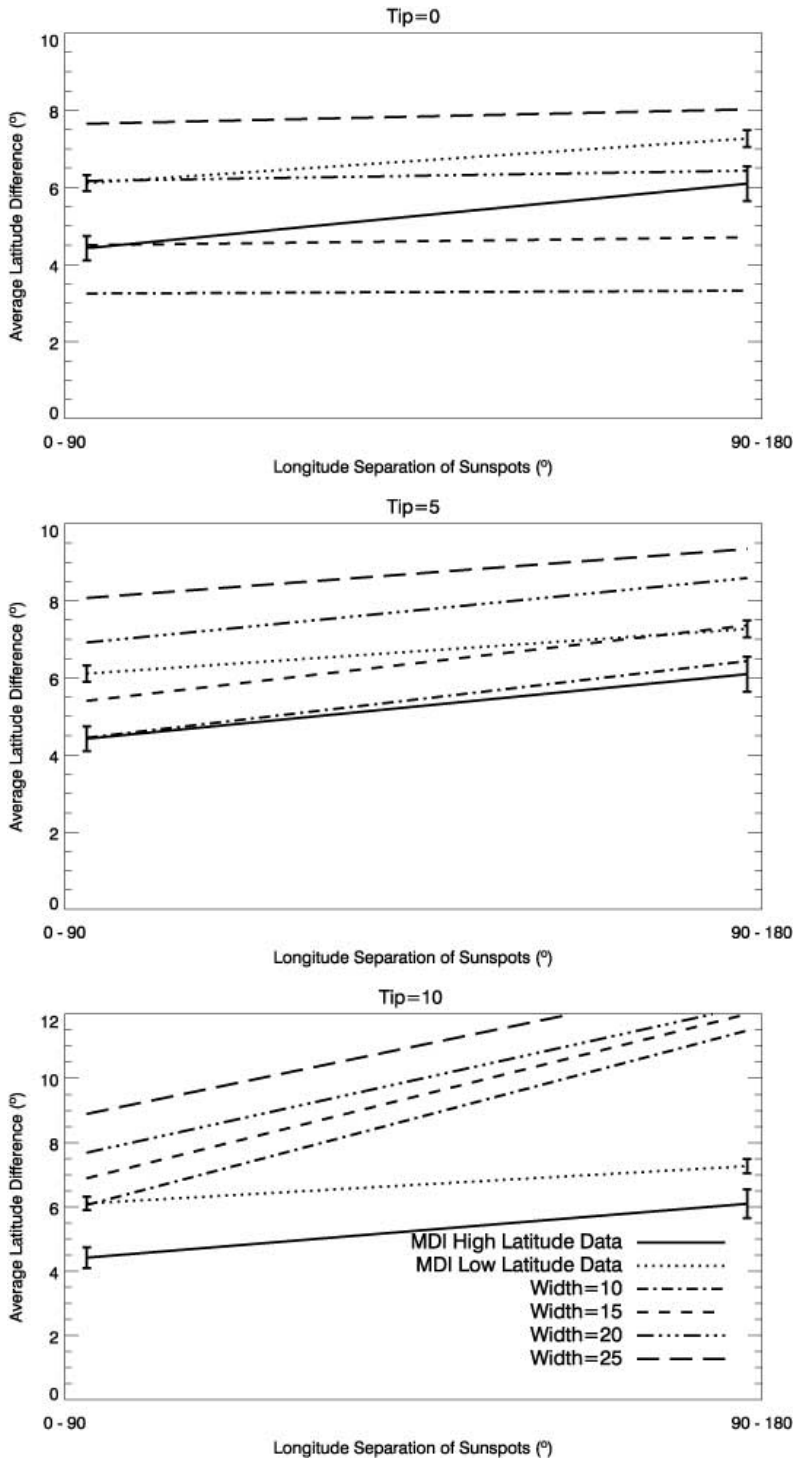 Tip=0
10
8
6
4
2
0
Average Latitude Difference (º)
0 - 90
90 - 180
Longitude Separation of Sunspots (º)
Tip=5
10
8
6
4
2
0
Average Latitude Difference (º)
0 - 90
90 - 180
Longitude Separation of Sunspots (º)
Tip=10
12
10
8
6
4
2
0
Average Latitude Difference (º)
MDI High Latitude Data
MDI Low Latitude Data
Width=10
Width=15
Width=20
Width=25
0 - 90
90 - 180
Longitude Separation of Sunspots (º)